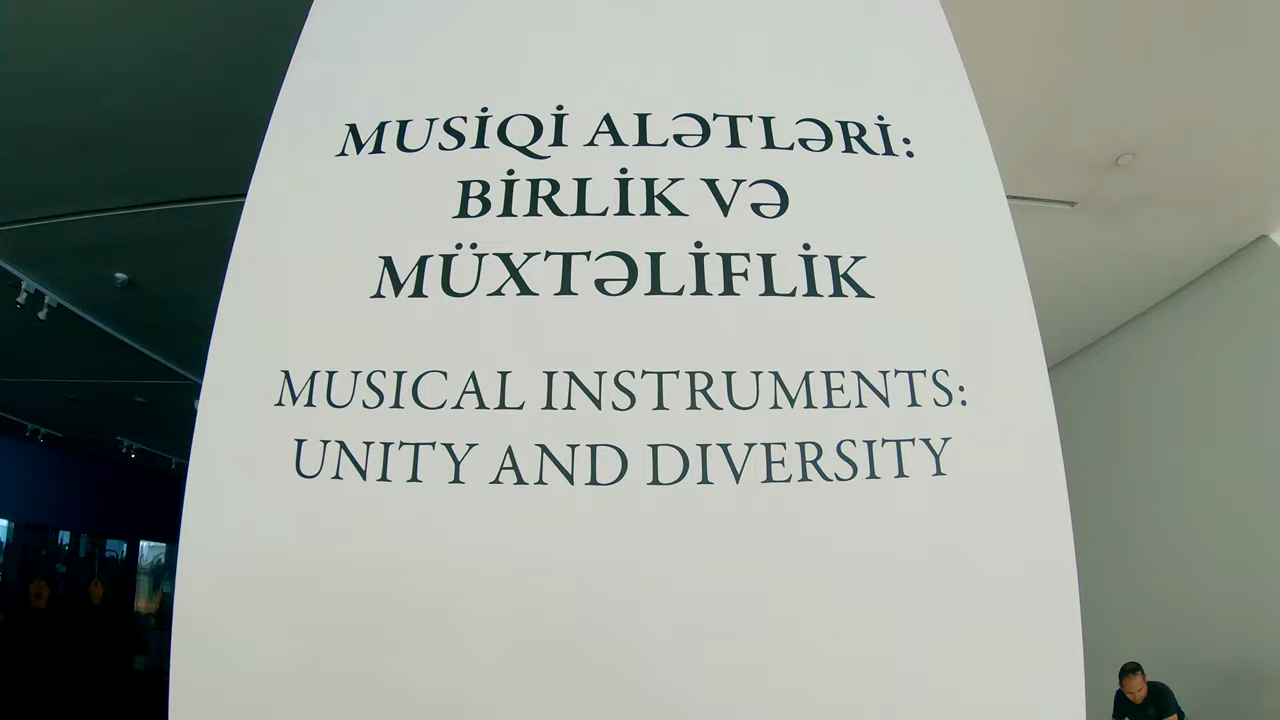 MUSİQİ ALƏTLƏRİ:
BİRLİK VƏ
MÜXTƏLİFLİK
MUSICAL INSTRUMENTS:
UNITY AND DIVERSITY